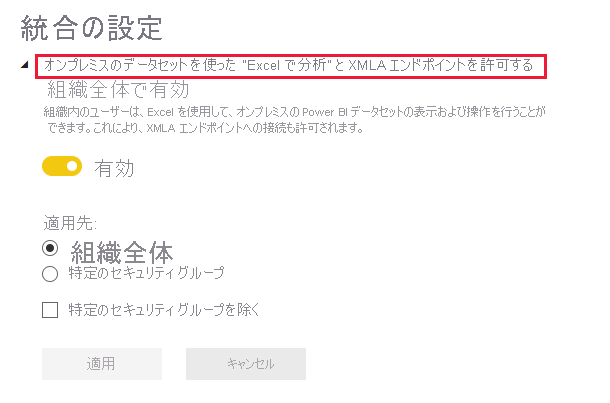 統合の設定
オンプレミスのデータセットを使った "Excel で分析" と XMLA エンドポイントを許可する
組織全体で有効
組織内のユーザーは、Excel を使用して、オンプレミスの Power BI データセットの表示および操作を行うことが
できます。これにより、XMLA エンドポイントへの接続も許可されます。
有効
適用先:
組織全体
特定のセキュリティグループ
特定のセキュリティグループを除く
適用 キャンセル